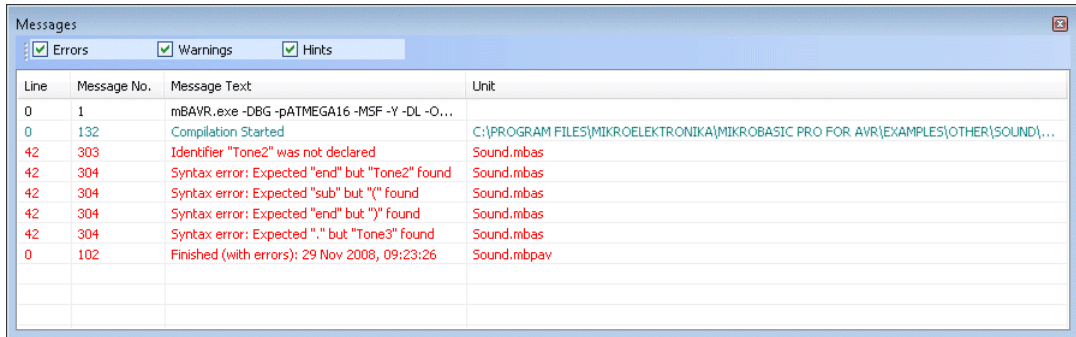 Messages
Errors Warnings Hints
Line Message No. Message Text Unit
0 1 mBAVR.exe -DBG -pATMEGA16 -MSF -Y -DL -O...
0 132 Compilation Started C:\PROGRAM FILES\MIKROELEKTRONIKA\MIKROBASIC PRO FOR AVR\EXAMPLES\OTHER\SOUND\...
42 303 Identifier "Tone2" was not declared Sound.mbas
42 304 Syntax error: Expected "end" but "Tone2" found Sound.mbas
42 304 Syntax error: Expected "sub" but "(" found Sound.mbas
42 304 Syntax error: Expected "end" but ")" found Sound.mbas
42 304 Syntax error: Expected "." but "Tone3" found Sound.mbas
0 102 Finished (with errors): 29 Nov 2008, 09:23:26 Sound.mbpav